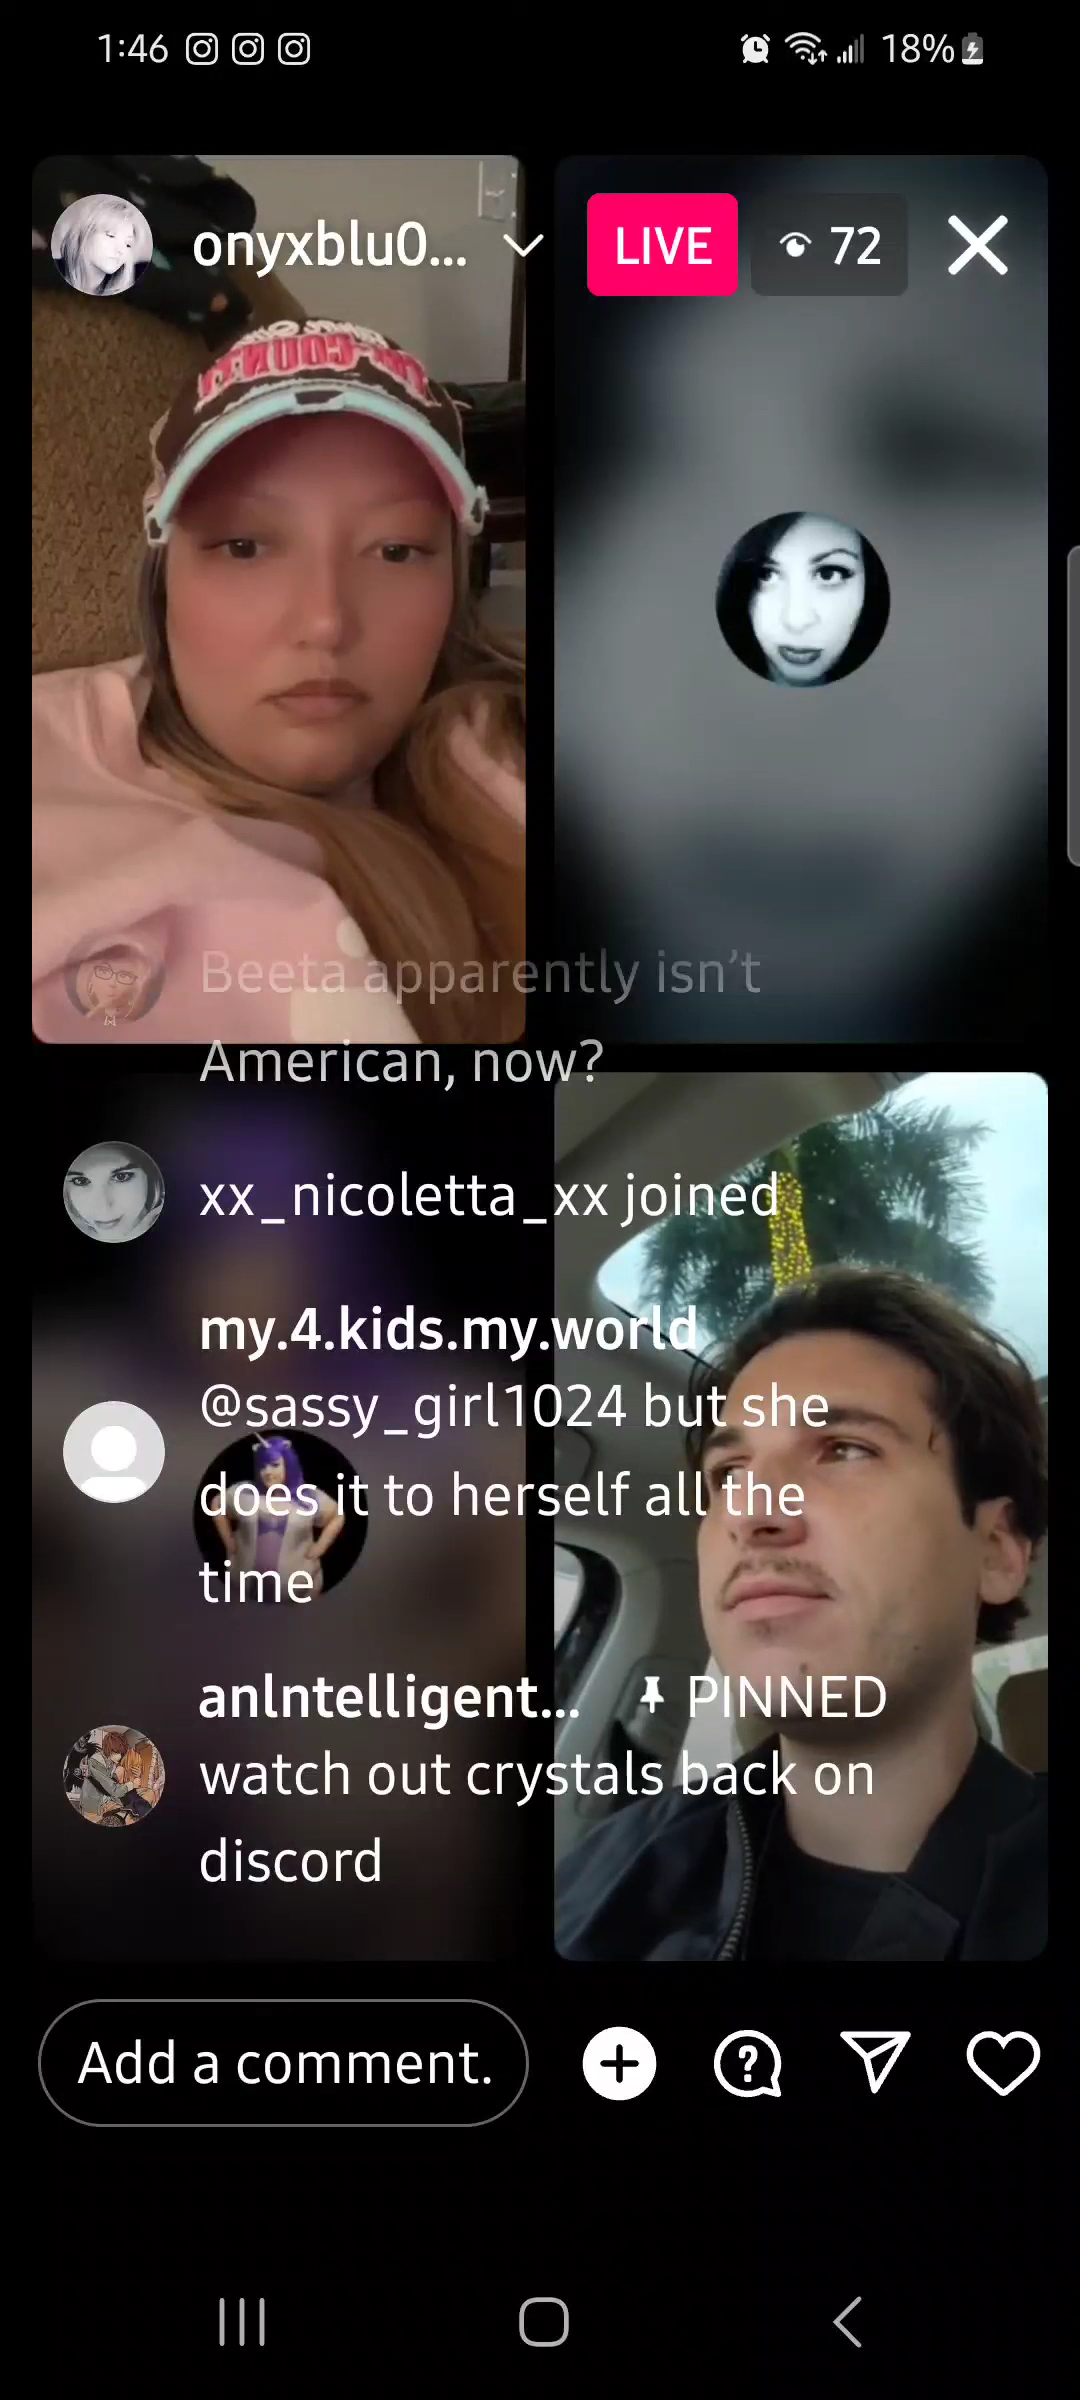 1:46
18%
onyxblu0...
LIVE
72
Beeta apparently isn't
American, now?
xx_nicoletta_xx joined
my.4.kids.my.world
@sassy_girl1024 but she
does it to herself all the
time
anlntelligent... PINNED
watch out crystals back on
discord
Add a comment.